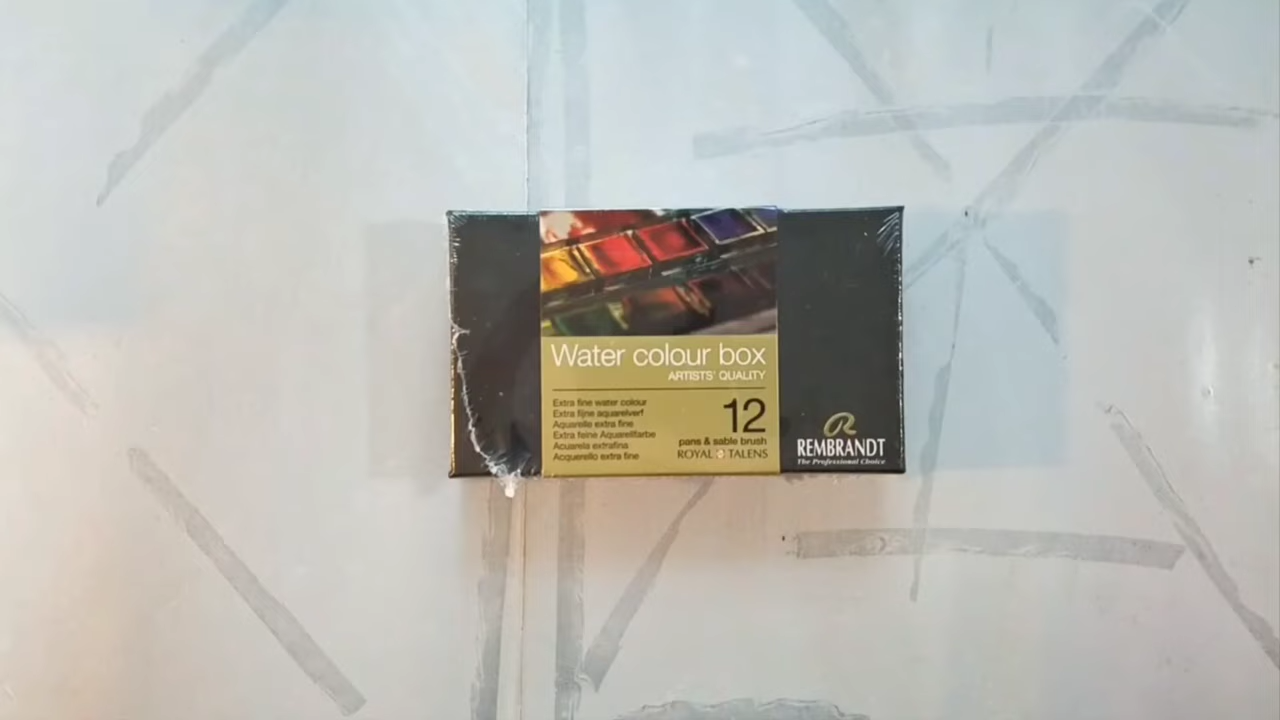 Water colour box
ARTISTS' QUALITY
Extra fine water colour
Extra fijne aquarelverf
Aquarelle extra fine
Extra feine Aquarellfarbe
Acuarela extrafina
Acquerello extra fine
12
pans & sable brush
ROYAL TALENS
R
REMBRANDT
The Professional Choice